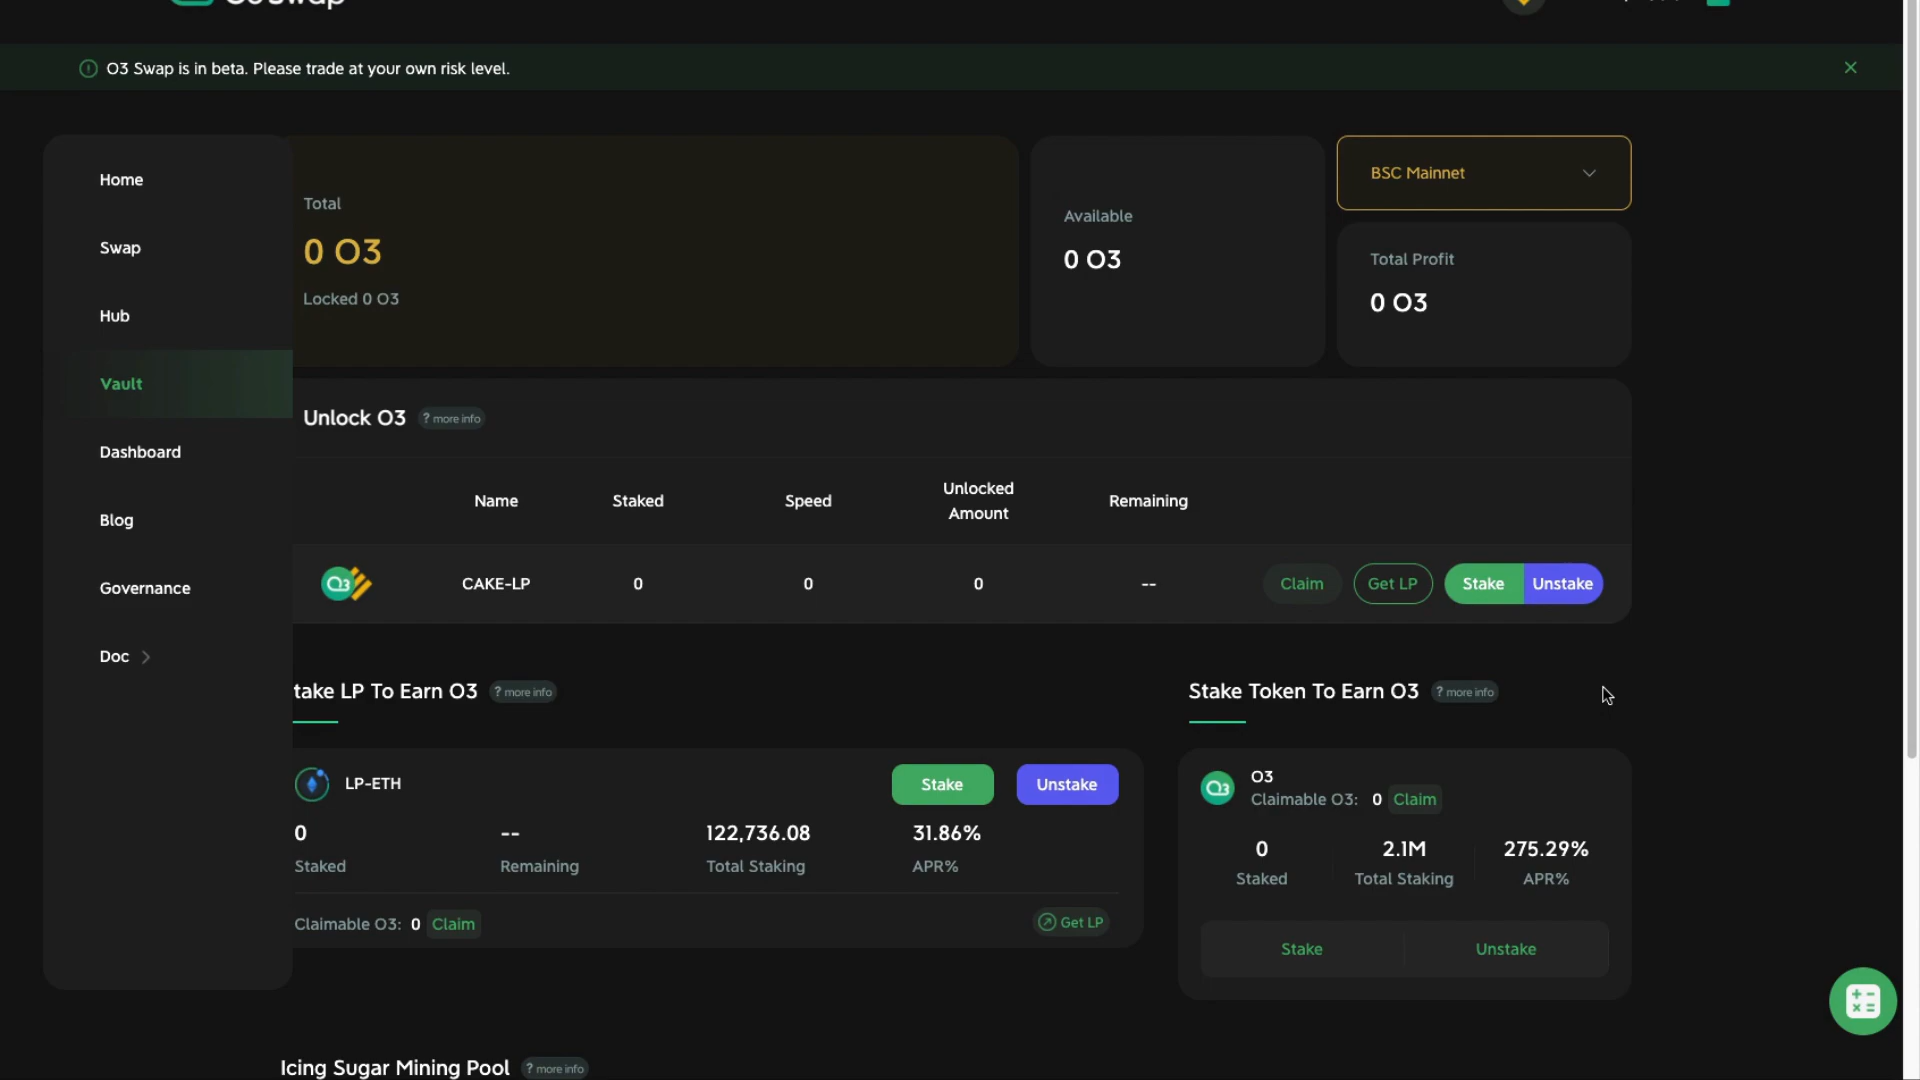 O3 Swap
O3 Swap is in beta. Please trade at your own risk level.
Home
Swap
Hub
Vault
Dashboard
Blog
Governance
Doc
Total
0 O3
Locked 0 O3
Available
0 O3
BSC Mainnet
Total Profit
0 O3
Unlock O3 ? more info
Name Staked Speed Unlocked Amount Remaining
CAKE-LP 0 0 0 -- Claim Get LP Stake Unstake
take LP To Earn O3 ? more info
LP-ETH Stake Unstake
0 -- 122,736.08 31.86%
Staked Remaining Total Staking APR%
Claimable O3: 0 Claim Get LP
Stake Token To Earn O3 ? more info
O3
Claimable O3: 0 Claim
0 2.1M 275.29%
Staked Total Staking APR%
Stake Unstake
Icing Sugar Mining Pool ? more info